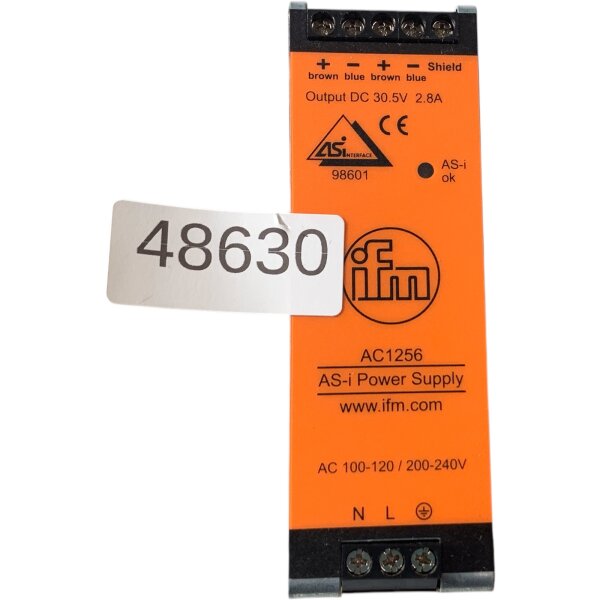 + − + − Shield
brown blue brown blue
Output DC 30.5V 2.8A
ASi
INTERFACE
98601
CE
AS-i
ok
48630
ifm
AC1256
AS-i Power Supply
www.ifm.com
AC 100-120 / 200-240V
N L